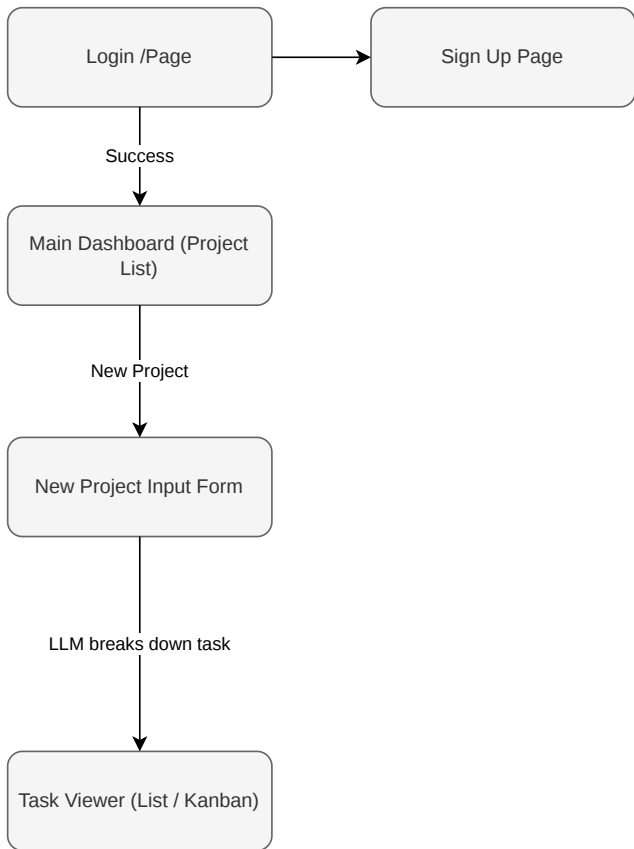 Login /Page
Sign Up Page
Success
Main Dashboard (Project
List)
New Project
New Project Input Form
LLM breaks down task
Task Viewer (List / Kanban)